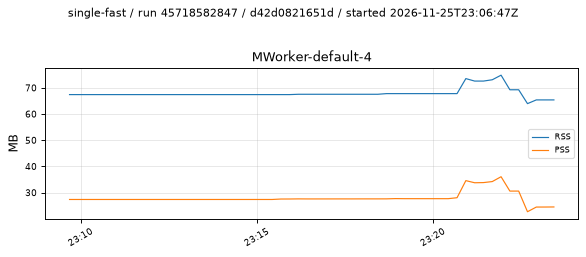 single-fast / run 45718582847 / d42d0821651d / started 2026-11-25T23:06:47Z
MWorker-default-4
MB
70
60
50
40
30
RSS
PSS
23:10
23:15
23:20